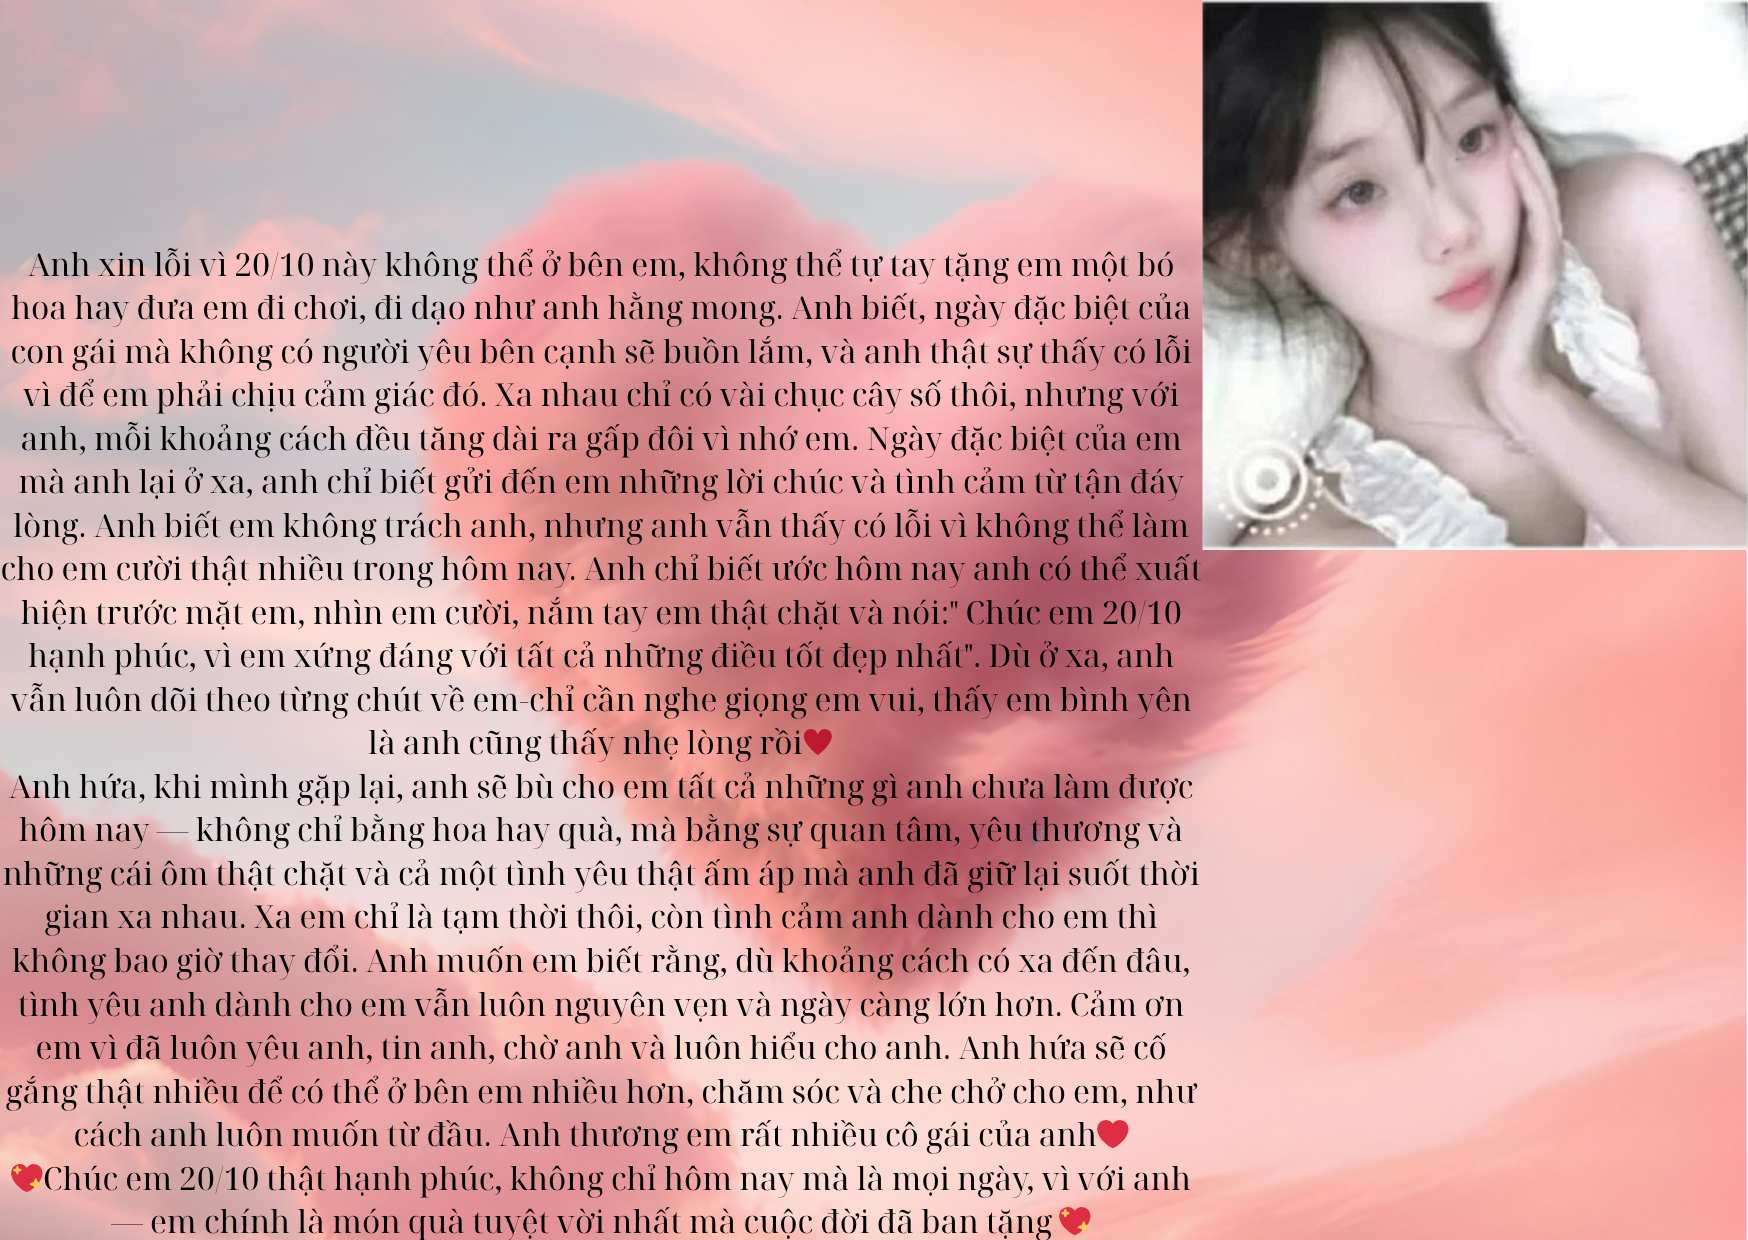 Anh xin lỗi vì 20/10 này không thể ở bên em, không thể tự tay tặng em một bó
hoa hay đưa em đi chơi, đi dạo như anh hằng mong. Anh biết, ngày đặc biệt của
con gái mà không có người yêu bên cạnh sẽ buồn lắm, và anh thật sự thấy có lỗi
vì để em phải chịu cảm giác đó. Xa nhau chỉ có vài chục cây số thôi, nhưng với
anh, mỗi khoảng cách đều tăng dài ra gấp đôi vì nhớ em. Ngày đặc biệt của em
mà anh lại ở xa, anh chỉ biết gửi đến em những lời chúc và tình cảm từ tận đáy
lòng. Anh biết em không trách anh, nhưng anh vẫn thấy có lỗi vì không thể làm
cho em cười thật nhiều trong hôm nay. Anh chỉ biết ước hôm nay anh có thể xuất
hiện trước mặt em, nhìn em cười, nắm tay em thật chặt và nói:" Chúc em 20/10
hạnh phúc, vì em xứng đáng với tất cả những điều tốt đẹp nhất". Dù ở xa, anh
vẫn luôn dõi theo từng chút về em-chỉ cần nghe giọng em vui, thấy em bình yên
là anh cũng thấy nhẹ lòng rồi❤️
Anh hứa, khi mình gặp lại, anh sẽ bù cho em tất cả những gì anh chưa làm được
hôm nay — không chỉ bằng hoa hay quà, mà bằng sự quan tâm, yêu thương và
những cái ôm thật chặt và cả một tình yêu thật ấm áp mà anh đã giữ lại suốt thời
gian xa nhau. Xa em chỉ là tạm thời thôi, còn tình cảm anh dành cho em thì
không bao giờ thay đổi. Anh muốn em biết rằng, dù khoảng cách có xa đến đâu,
tình yêu anh dành cho em vẫn luôn nguyên vẹn và ngày càng lớn hơn. Cảm ơn
em vì đã luôn yêu anh, tin anh, chờ anh và luôn hiểu cho anh. Anh hứa sẽ cố
gắng thật nhiều để có thể ở bên em nhiều hơn, chăm sóc và che chở cho em, như
cách anh luôn muốn từ đầu. Anh thương em rất nhiều cô gái của anh❤️
💖Chúc em 20/10 thật hạnh phúc, không chỉ hôm nay mà là mọi ngày, vì với anh
— em chính là món quà tuyệt vời nhất mà cuộc đời đã ban tặng 💖